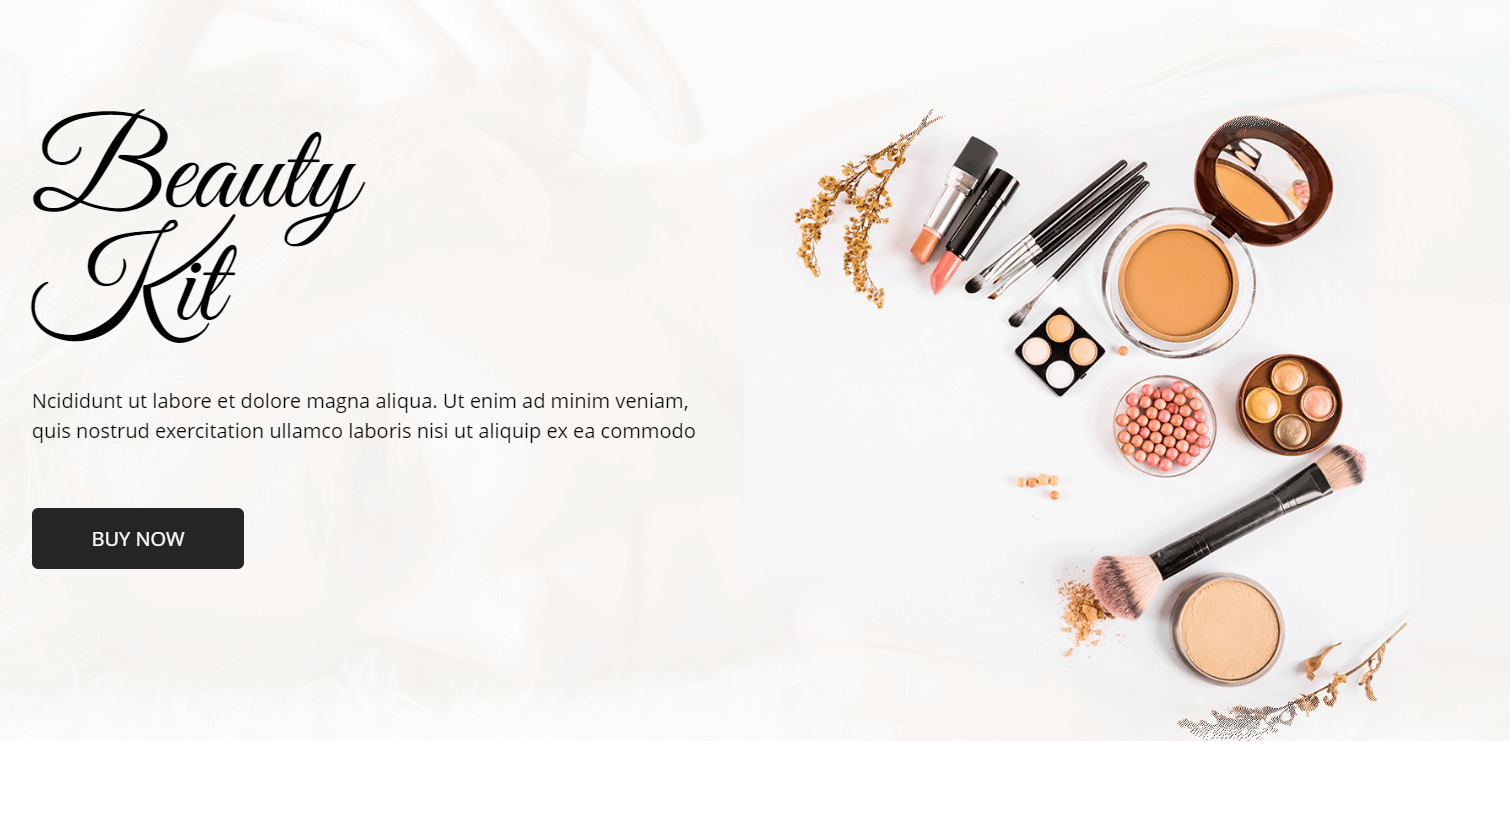 Beauty
Kit
Ncididunt ut labore et dolore magna aliqua. Ut enim ad minim veniam,
quis nostrud exercitation ullamco laboris nisi ut aliquip ex ea commodo
BUY NOW